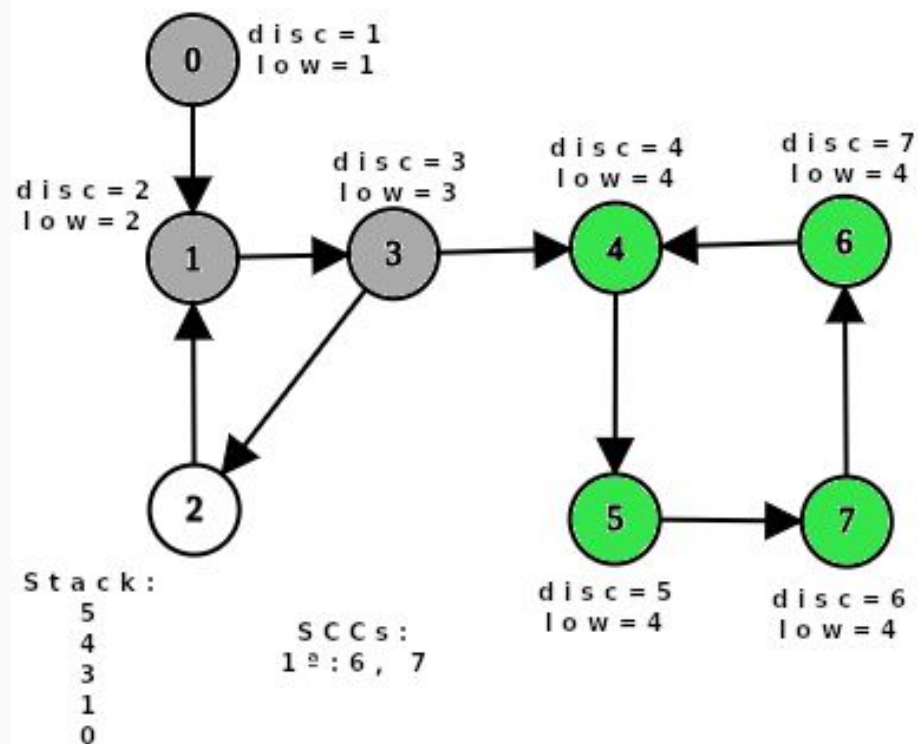 0
disc=1
low=1
disc=2
low=2
1
disc=3
low=3
3
disc=4
low=4
4
disc=7
low=4
6
2
5
disc=5
low=4
7
disc=6
low=4
Stack:
5
4
3
1
0
SCCs:
1ª:6, 7